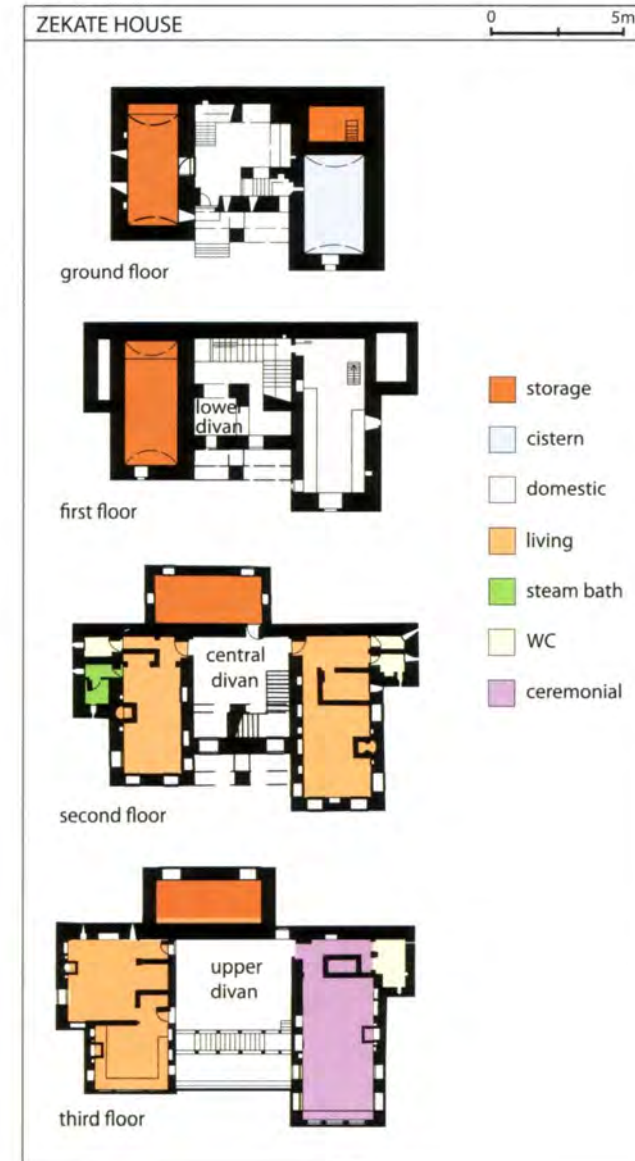 ZEKATE HOUSE
0 5m
ground floor
lower
divan
first floor
storage
cistern
domestic
living
steam bath
WC
ceremonial
central
divan
second floor
upper
divan
third floor